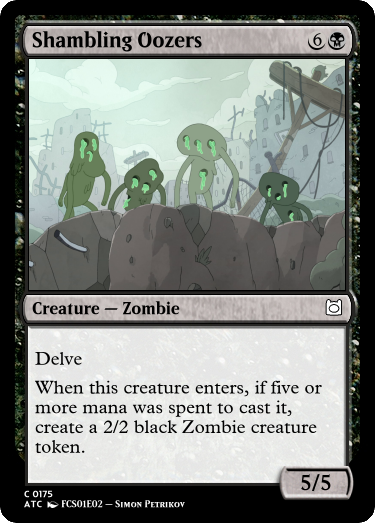 Shambling Oozers 6
Creature — Zombie
Delve
When this creature enters, if five or
more mana was spent to cast it,
create a 2/2 black Zombie creature
token.
5/5
C 0175
ATC FCS01E02 – Simon Petrikov